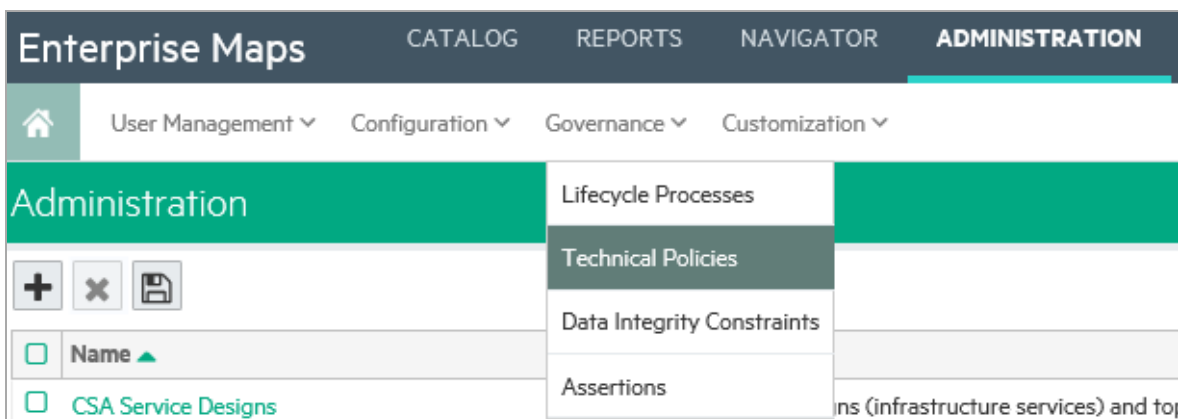 Enterprise Maps CATALOG REPORTS NAVIGATOR ADMINISTRATION
User Management Configuration Governance Customization
Administration
Lifecycle Processes
Technical Policies
Data Integrity Constraints
Name
Assertions
CSA Service Designs
ns (infrastructure services) and